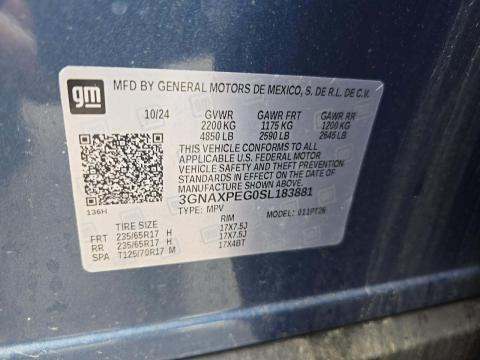 gm
MFD BY GENERAL MOTORS DE MEXICO, S. DE R.L. DE C.V.
10/24 GVWR GAWR FRT GAWR RR
2200 KG 1175 KG 1200 KG
4850 LB 2590 LB 2645 LB
THIS VEHICLE CONFORMS TO ALL
APPLICABLE U.S. FEDERAL MOTOR
VEHICLE SAFETY AND THEFT PREVENTION
STANDARDS IN EFFECT ON THE DATE OF
MANUFACTURE SHOWN ABOVE.
3GNAXPEG0SL183881
136H
TYPE: MPV MODEL:
TIRE SIZE RIM
FRT 235/65R17 H 17X7.5J
RR 235/65R17 H 17X7.5J
SPA T125/70R17 M 17X4BT